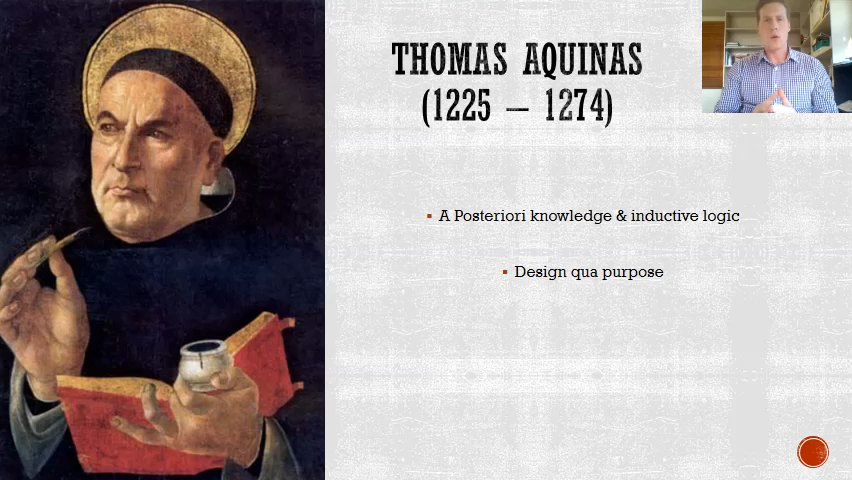 THOMAS AQUINAS
(1225 – 1274)
▪ A Posteriori knowledge & inductive logic
▪ Design qua purpose